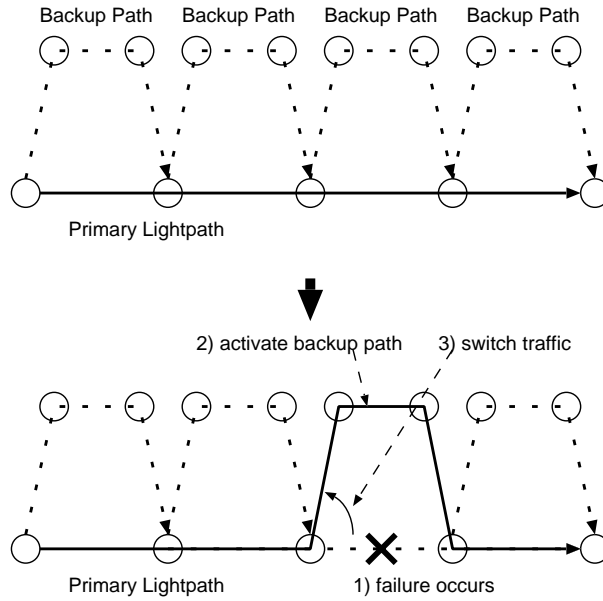 Backup Path Backup Path Backup Path Backup Path
Primary Lightpath
2) activate backup path 3) switch traffic
Primary Lightpath 1) failure occurs